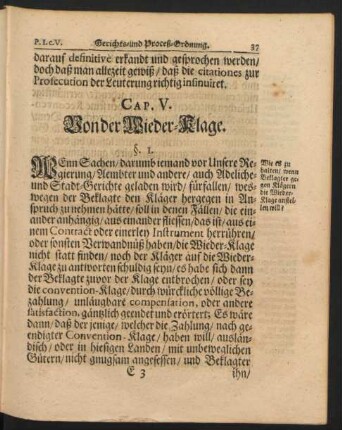 P. I. c. V.
Gerichts- und Proceß-Ordnung.
37
darauf definitivè erkandt und gesprochen werden /
doch daß man allezeit gewiß / daß die citationes zur
Prosecution der Leuterung richtig insinuiret.
CAP. V.
Von der Wieder-Klage.
§. 1.
WEnn Sachen / darumb iemand vor Unsere Re-
gierung / Aembter und andere / auch Adeliche-
und Stadt-Gerichte geladen wird / fürfallen / wes-
wegen der Beklagte den Kläger hergegen in An-
spruch zu nehmen hätte / soll in denen Fällen / die ein-
ander anhängig / aus einander fliessen / das ist / aus ei-
nem Contract oder einerley Instrument herrühren /
oder sonsten Verwandnüß haben / die Wieder-Klage
nicht statt finden / noch der Kläger auf die Wieder-
Klage zu antworten schuldig seyn / es habe sich dann
der Beklagte zuvor der Klage entbrochen / oder sey
die convention-Klage / durch würckliche völlige Be-
zahlung / unläugbare compensation, oder andere
satisfaction, gäntzlich geendet und erörtert; Es wäre
dann / daß der jenige / welcher die Zahlung / nach ge-
endigter Convention-Klage / haben will / auslän-
disch / oder in hiesigen Landen / mit unbeweglichen
Gütern / nicht gnugsam angesessen / und Beklagter
E 3
ihn /
Wie es zu
halten / wenn
Beklagter ge-
gen Klägern
die Wieder-
Klage anstel-
len will?